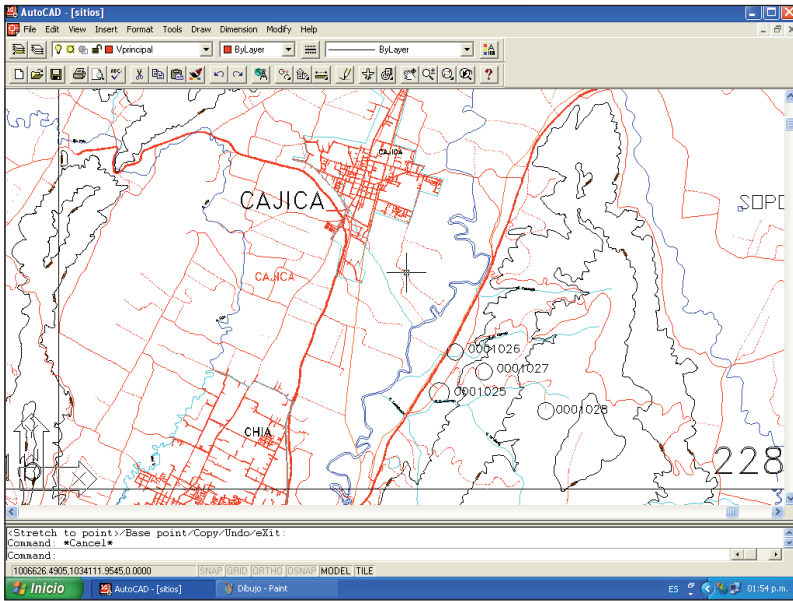 AutoCAD - [sitios]
File Edit View Insert Format Tools Draw Dimension Modify Help
Vprincipal ByLayer ByLayer
CAJICA
CAJICA
CAJICA
SOPO
0001026
0001027
0001025
0001028
CHIA
228
<Stretch to point>/Base point/Copy/Undo/eXit:
Command: *Cancel*
Command:
1006626.4905,1034111.9545,0.0000 SNAP GRID ORTHO OSNAP MODEL TILE
Inicio AutoCAD - [sitios] Dibujo - Paint ES 01:54 p.m.